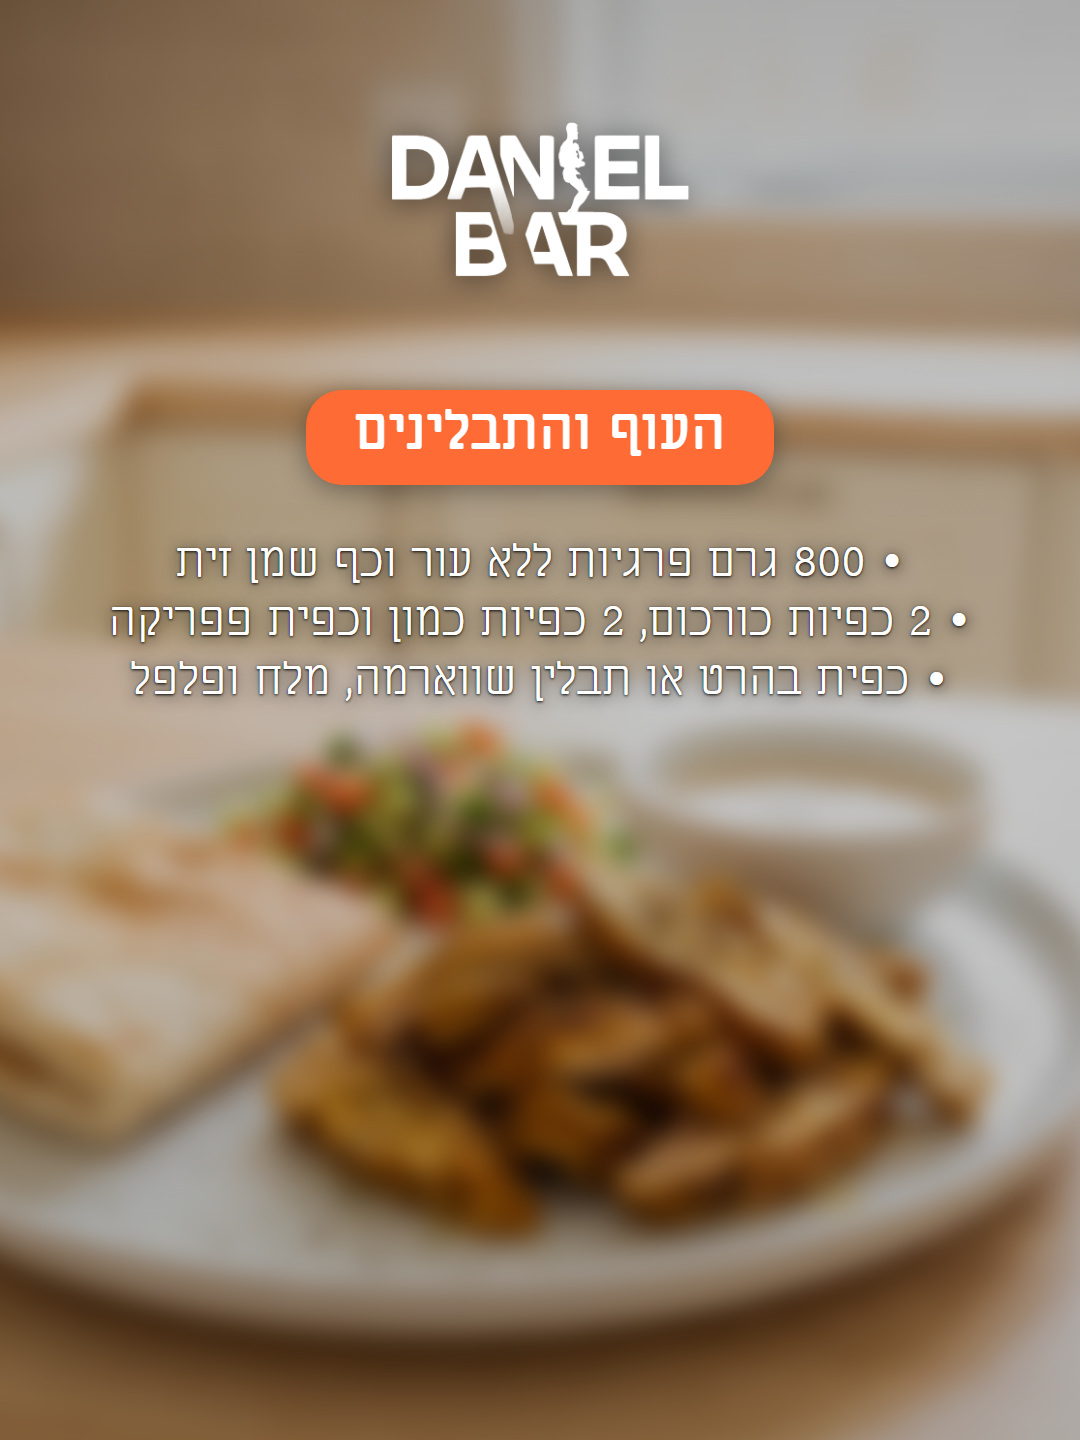 DANIEL
BAR
העוף והתבלינים
• 800 גרם פרגיות ללא עור וכף שמן זית
• 2 כפיות כורכום, 2 כפיות כמון וכפית פפריקה
• כפית בהרט או תבלין שווארמה, מלח ופלפל